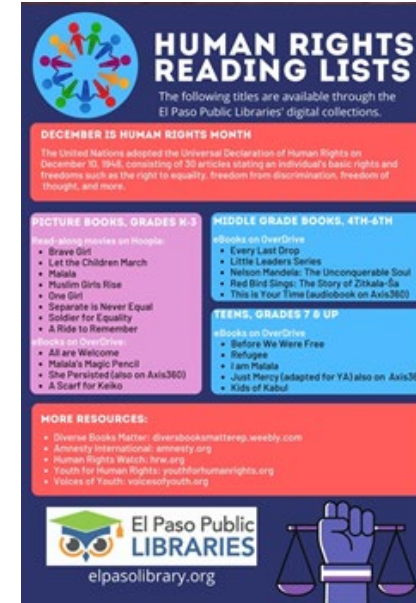 HUMAN RIGHTS
READING LISTS
The following titles are available through the
El Paso Public Libraries' digital collections.
DECEMBER IS HUMAN RIGHTS MONTH
The United Nations adopted the Universal Declaration of Human Rights on
December 10, 1948, consisting of 30 articles stating an individual's basic rights and
freedoms such as the right to equality, freedom from discrimination, freedom of
thought, and more.
PICTURE BOOKS, GRADES K-3
Read-along movies on Hoopla:
• Brave Girl
• Let the Children March
• Malala
• Muslim Girls Rise
• One Girl
• Separate is Never Equal
• Soldier for Equality
• A Ride to Remember
eBooks on OverDrive:
• All are Welcome
• Malala's Magic Pencil
• She Persisted (also on Axis360)
• A Scarf for Keiko
MIDDLE GRADE BOOKS, 4TH-6TH
eBooks on OverDrive
• Every Last Drop
• Little Leaders Series
• Nelson Mandela: The Unconquerable Soul
• Red Bird Sings: The Story of Zitkala-Ša
• This is Your Time (audiobook on Axis360)
TEENS, GRADES 7 & UP
eBooks on OverDrive
• Before We Were Free
• Refugee
• I am Malala
• Just Mercy (adapted for YA) also on Axis36
• Kids of Kabul
MORE RESOURCES:
• Diverse Books Matter: diversbooksmatterep.weebly.com
• Amnesty International: amnesty.org
• Human Rights Watch: hrw.org
• Youth for Human Rights: youthforhumanrights.org
• Voices of Youth: voicesofyouth.org
El Paso Public
LIBRARIES
elpasolibrary.org